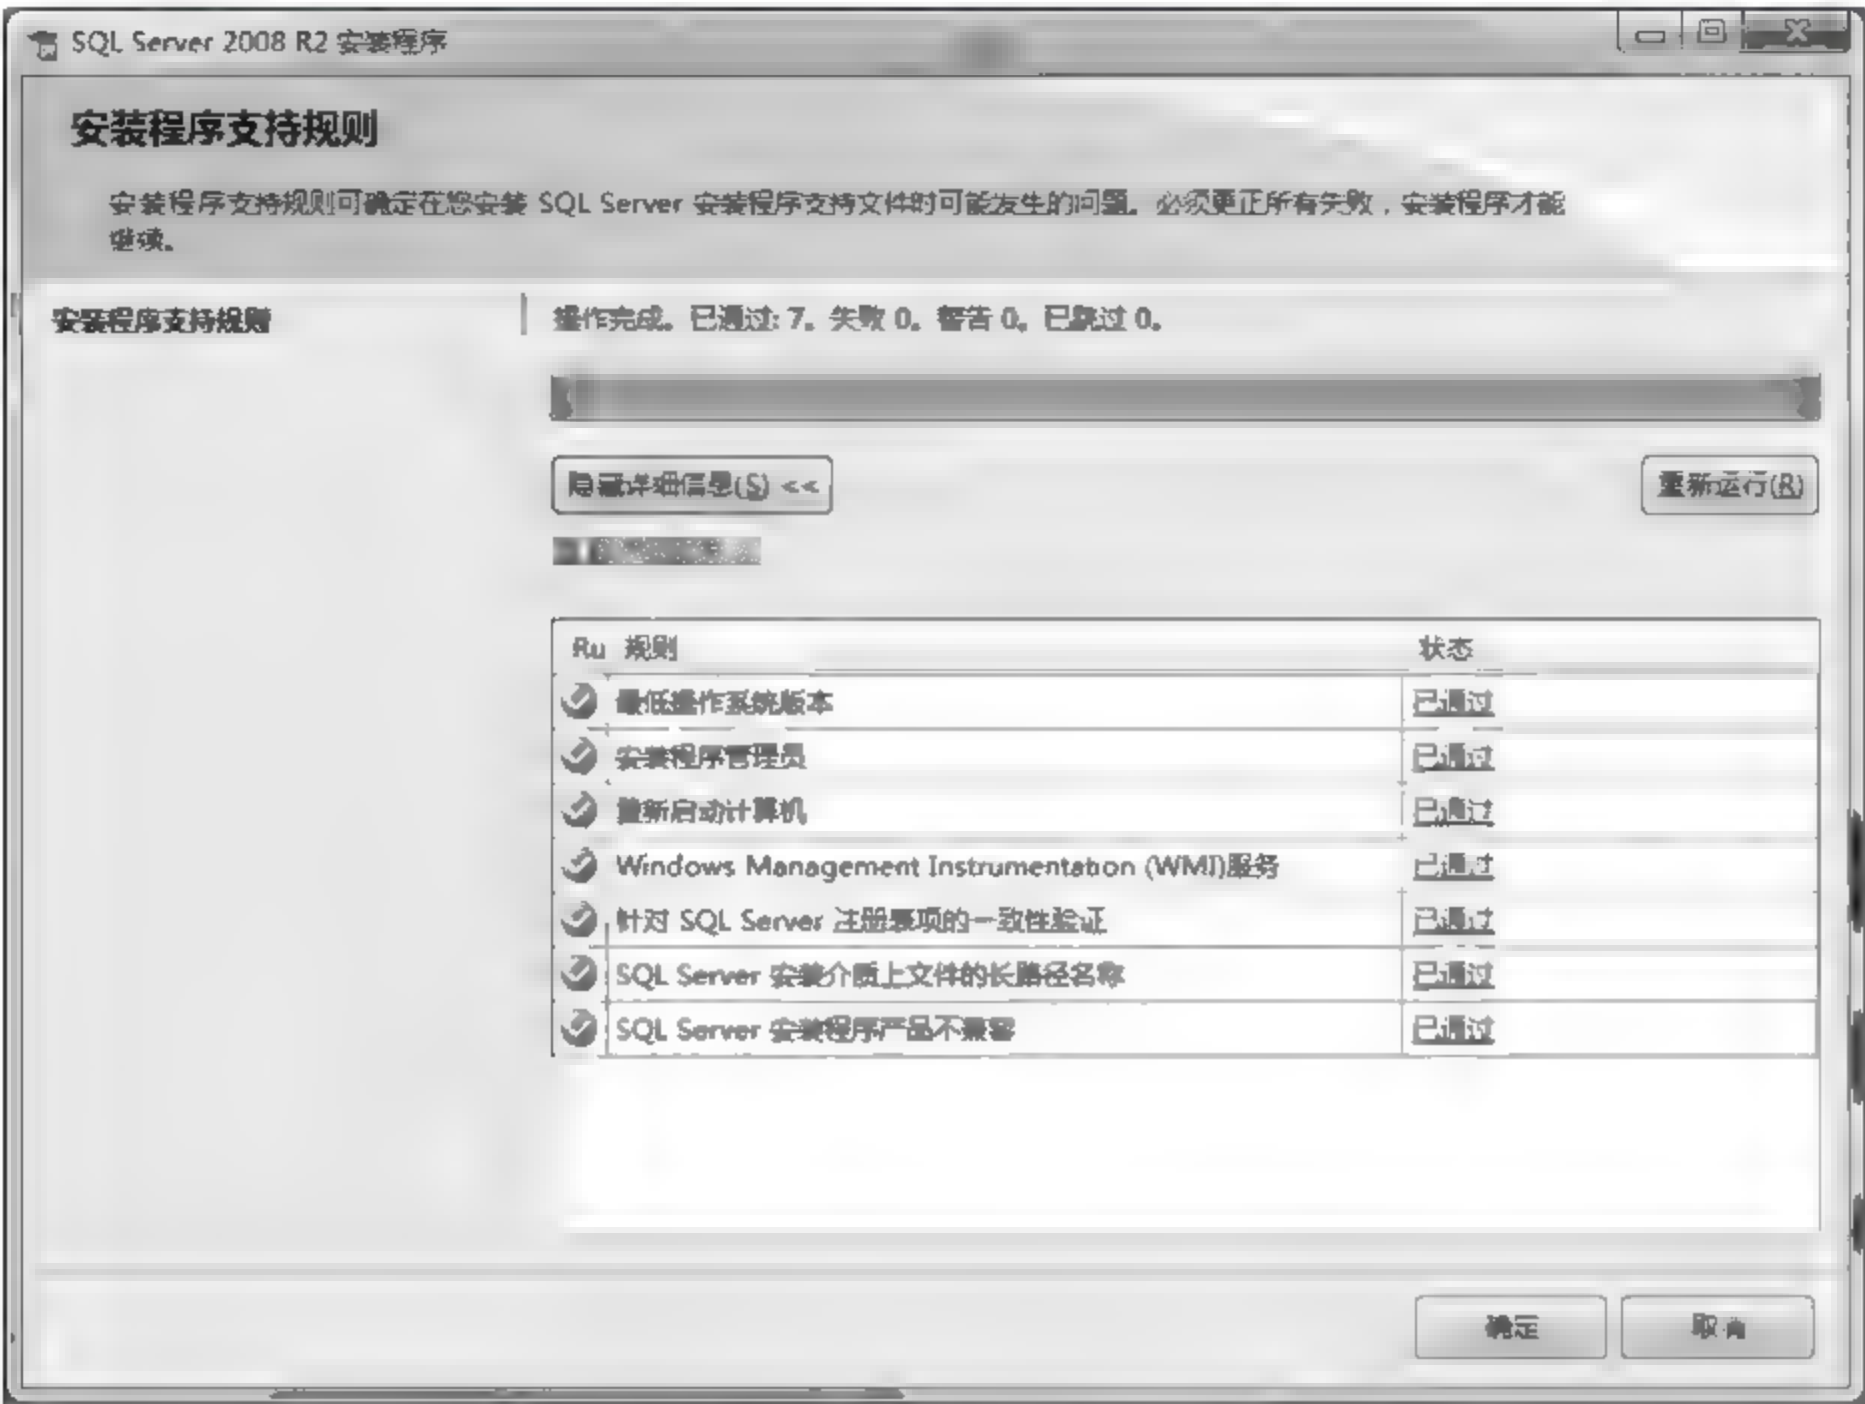 SQL Server 2008 R2 安装程序
安装程序支持规则
安装程序支持规则可确定在您安装 SQL Server 安装程序支持文件时可能发生的问题。必须更正所有失败，安装程序才能
继续。
安装程序支持规则
操作完成。已通过: 7。失败 0。警告 0。已跳过 0。
隐藏详细信息(S) <<
重新运行(R)
Ru 规则 状态
最低操作系统版本 已通过
安装程序管理员 已通过
重新启动计算机 已通过
Windows Management Instrumentation (WMI)服务 已通过
针对 SQL Server 注册表项的一致性验证 已通过
SQL Server 安装介质上文件的长路径名称 已通过
SQL Server 安装程序产品不兼容 已通过
确定 取消